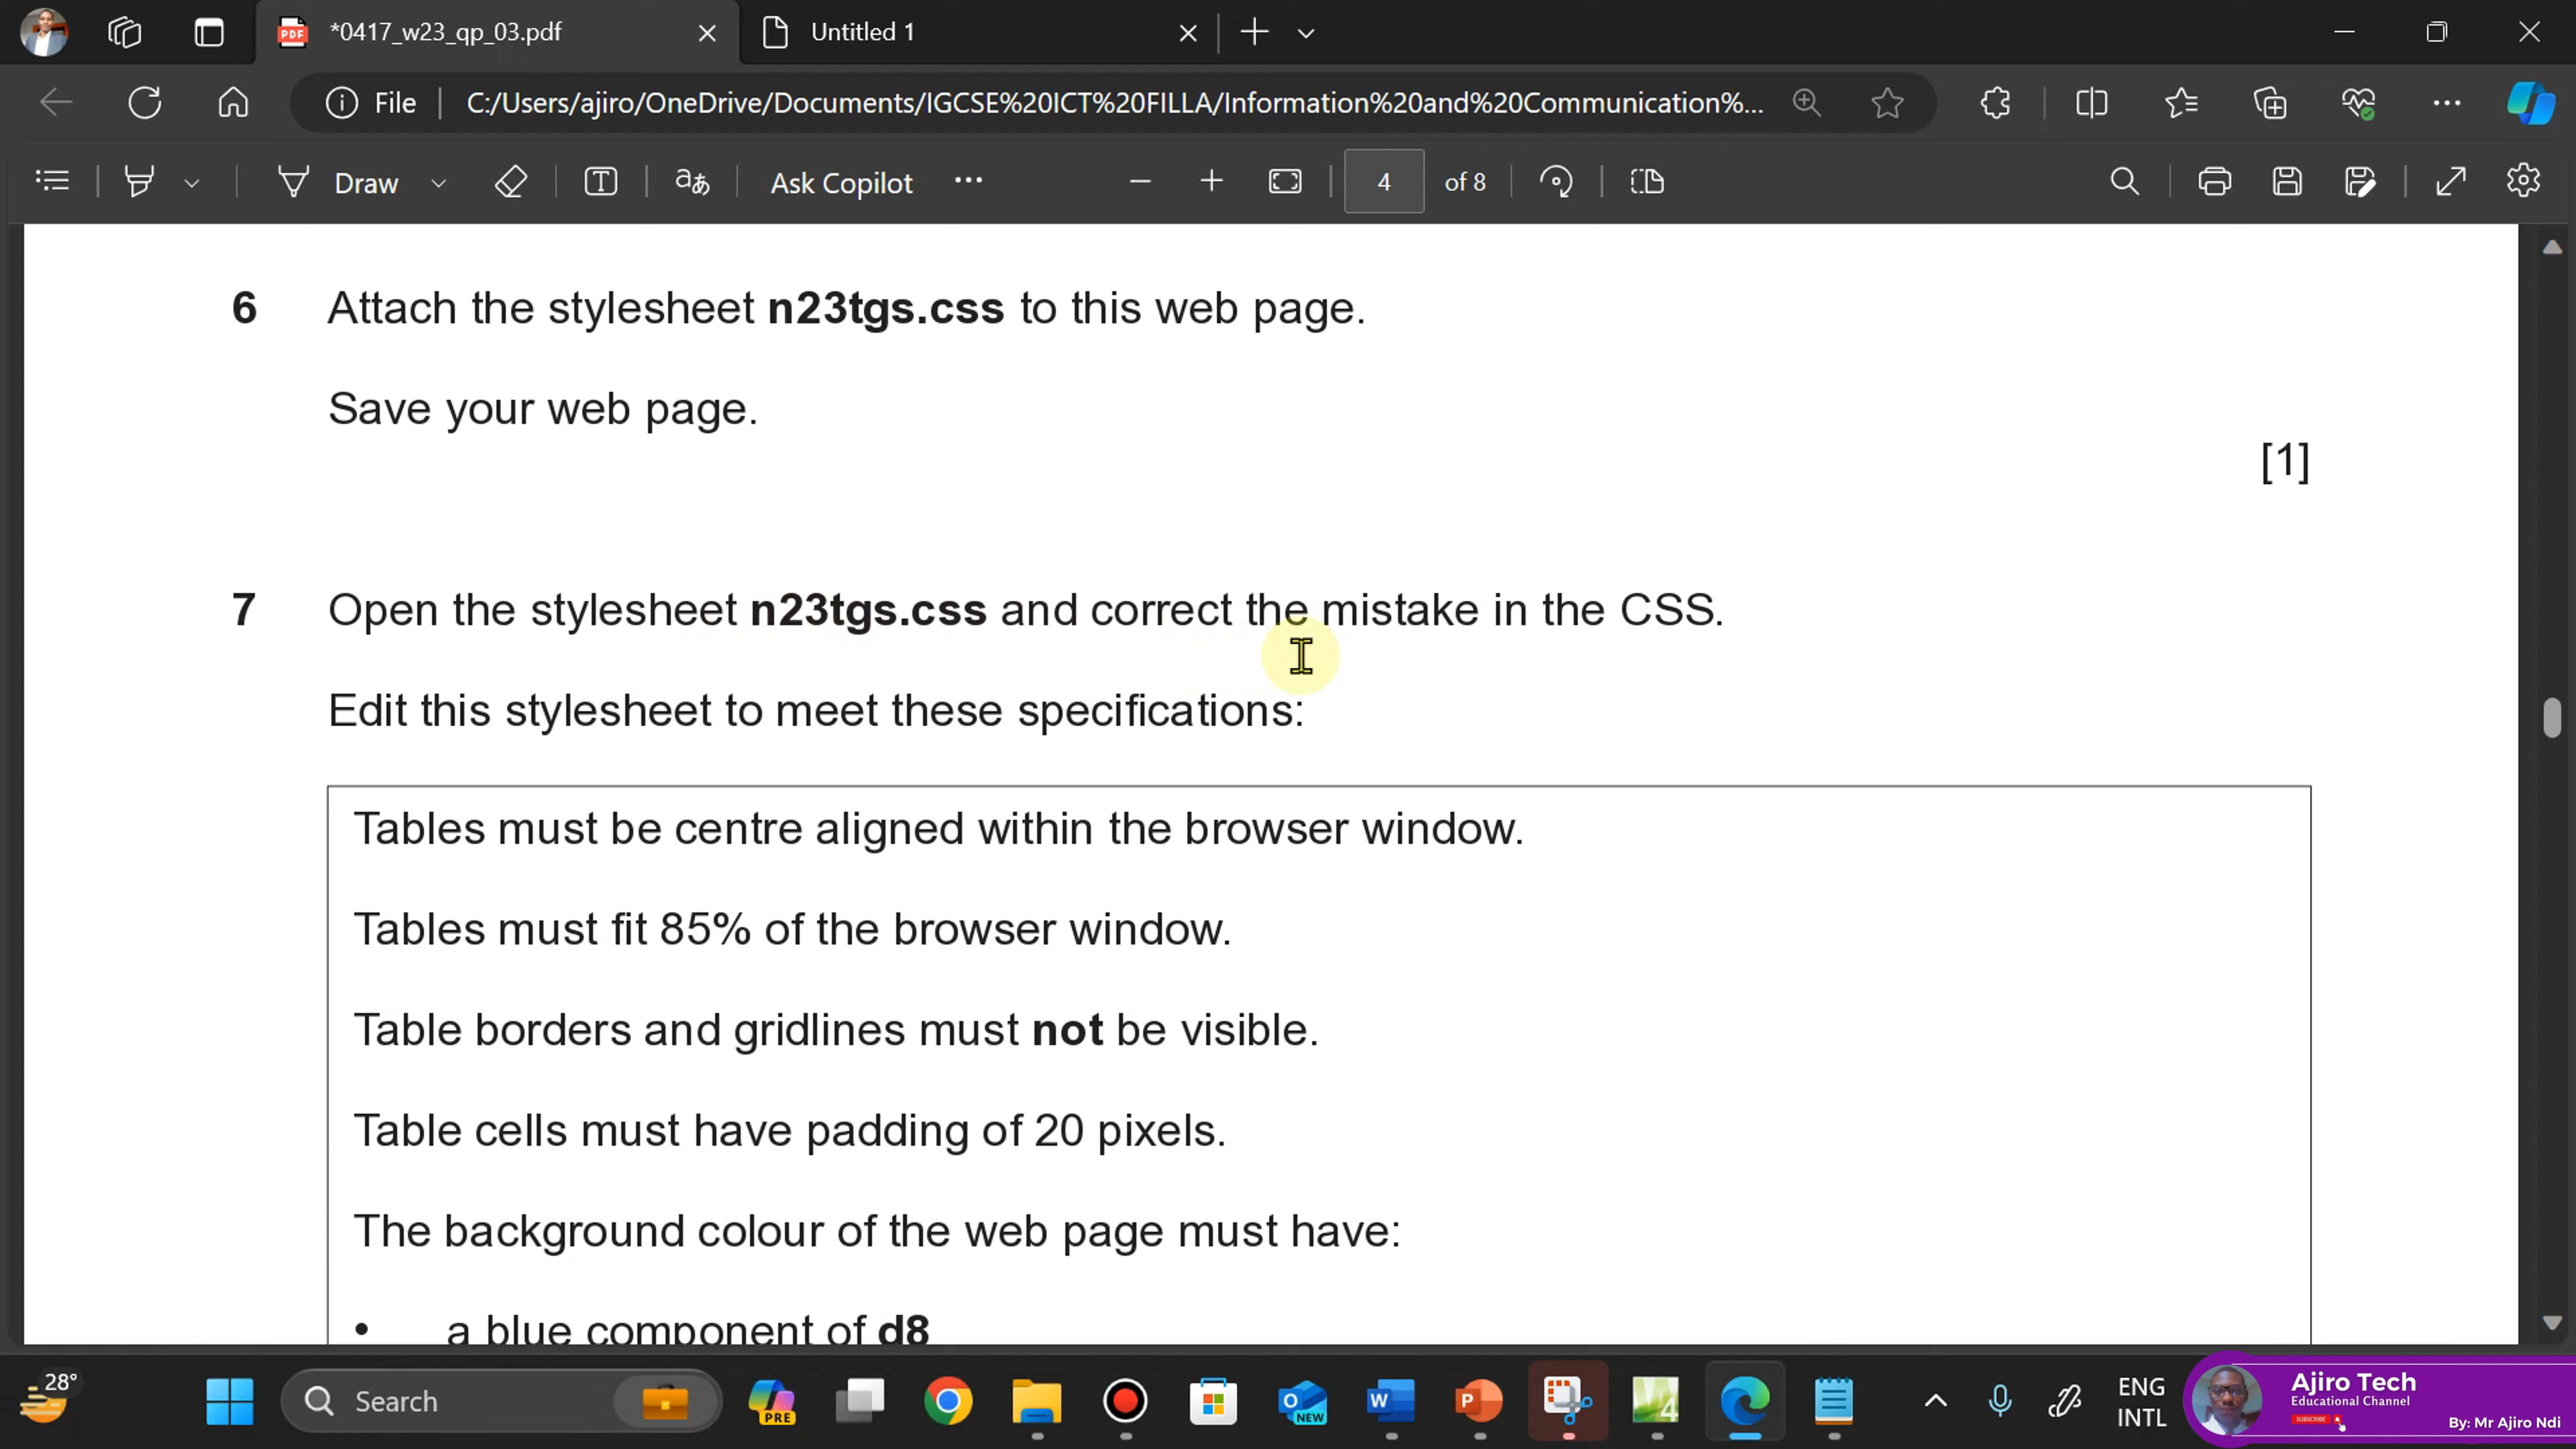 *0417_w23_qp_03.pdf
Untitled 1
File
C:/Users/ajiro/OneDrive/Documents/IGCSE%20ICT%20FILLA/Information%20and%20Communication%...
Draw
Ask Copilot
4 of 8
6 Attach the stylesheet n23tgs.css to this web page.
Save your web page.
[1]
7 Open the stylesheet n23tgs.css and correct the mistake in the CSS.
Edit this stylesheet to meet these specifications:
Tables must be centre aligned within the browser window.
Tables must fit 85% of the browser window.
Table borders and gridlines must not be visible.
Table cells must have padding of 20 pixels.
The background colour of the web page must have:
• a blue component of d8
28°
Search
PRE
NEW
ENG
INTL
Ajiro Tech
Educational Channel
SUBSCRIBE
By: Mr Ajiro Ndi